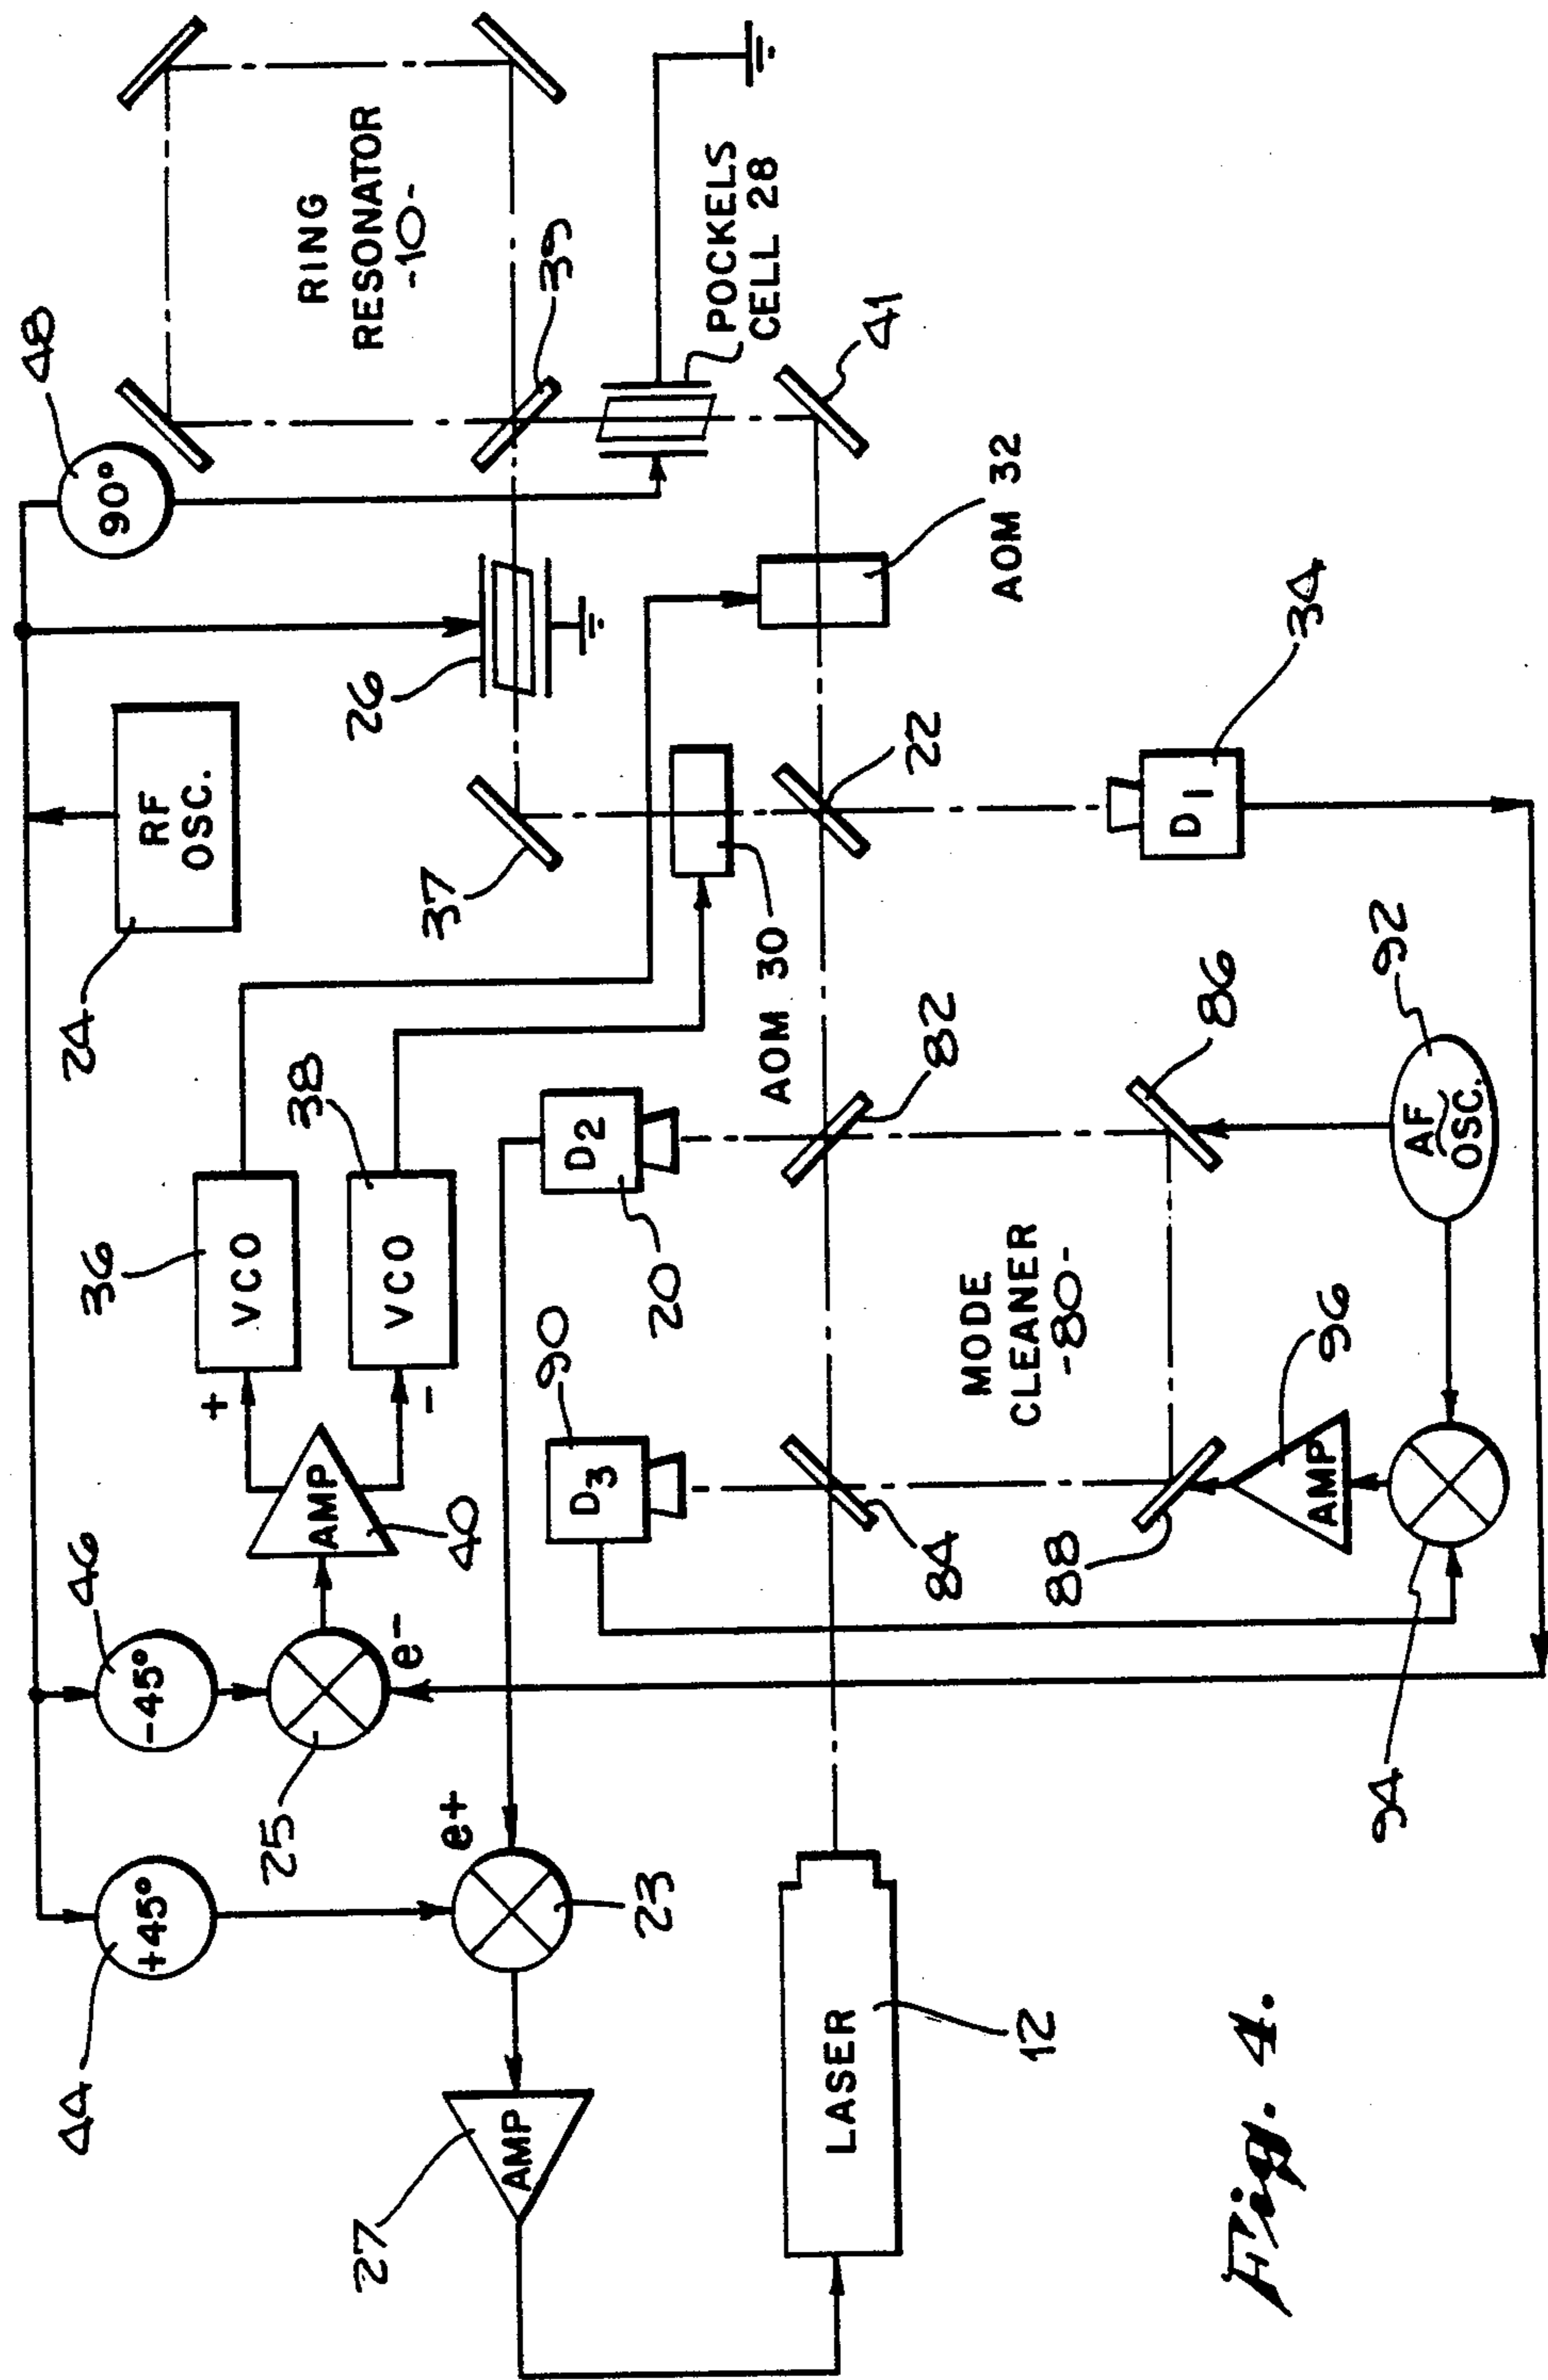 44
+45°
46
-45°
24
RF
OSC.
48
90°
36
VCO
38
VCO
+
-
AMP
40
25
e-
e+
23
27
AMP
26
37
RING
RESONATOR
-10-
39
POCKELS
CELL 28
41
AOM 32
AOM 30
22
34
D1
D2
20
D3
90
82
84
86
88
MODE
CLEANER
-80-
96
AMP
94
AF
OSC.
92
LASER
12
Fig. 4.